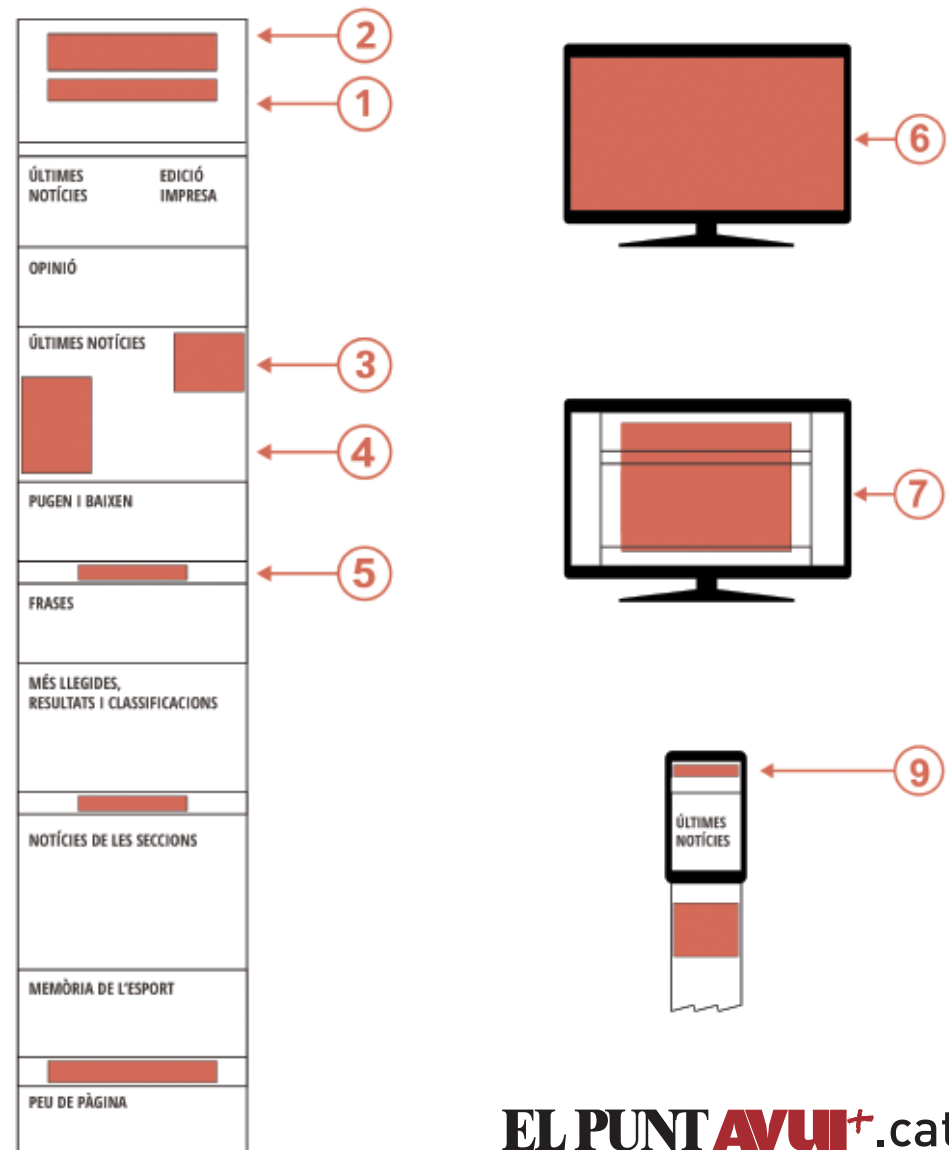 2
1
ÚLTIMES
NOTÍCIES
EDICIÓ
IMPRESA
OPINIÓ
ÚLTIMES NOTÍCIES
3
4
PUGEN I BAIXEN
5
FRASES
MÉS LLEGIDES,
RESULTATS I CLASSIFICACIONS
NOTÍCIES DE LES SECCIONS
MEMÒRIA DE L'ESPORT
PEU DE PÀGINA
6
7
9
ÚLTIMES
NOTÍCIES
EL PUNT AVUI+.cat